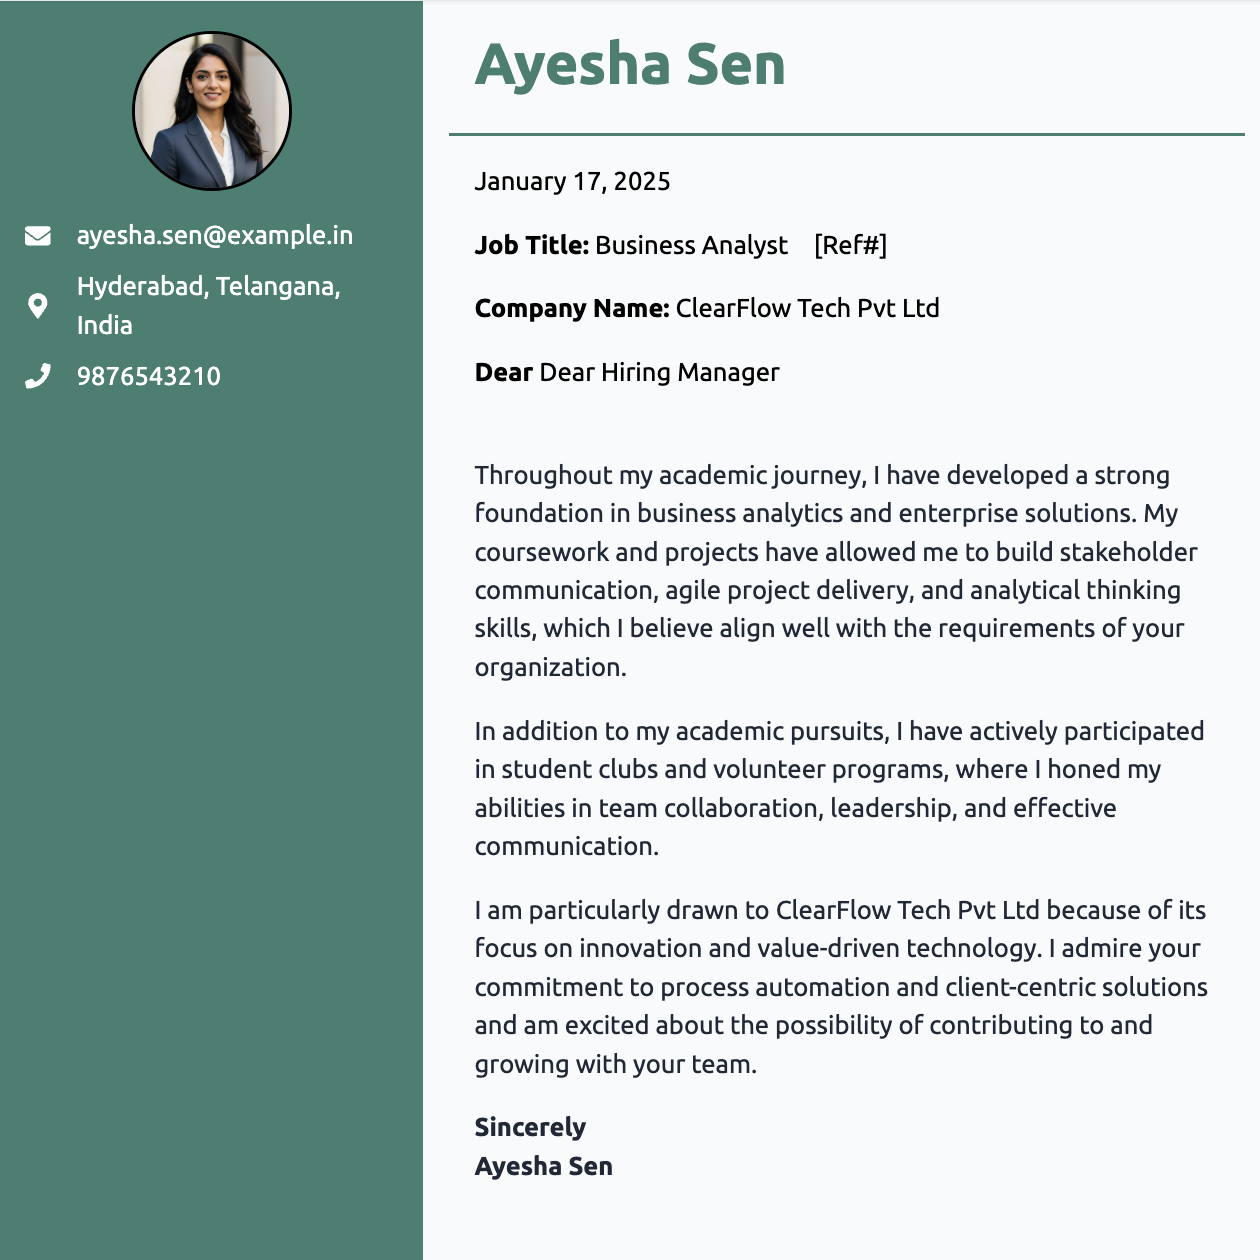 ayesha.sen@example.in
Hyderabad, Telangana,
India
9876543210
Ayesha Sen
January 17, 2025
Job Title: Business Analyst [Ref#]
Company Name: ClearFlow Tech Pvt Ltd
Dear Dear Hiring Manager
Throughout my academic journey, I have developed a strong
foundation in business analytics and enterprise solutions. My
coursework and projects have allowed me to build stakeholder
communication, agile project delivery, and analytical thinking
skills, which I believe align well with the requirements of your
organization.
In addition to my academic pursuits, I have actively participated
in student clubs and volunteer programs, where I honed my
abilities in team collaboration, leadership, and effective
communication.
I am particularly drawn to ClearFlow Tech Pvt Ltd because of its
focus on innovation and value-driven technology. I admire your
commitment to process automation and client-centric solutions
and am excited about the possibility of contributing to and
growing with your team.
Sincerely
Ayesha Sen